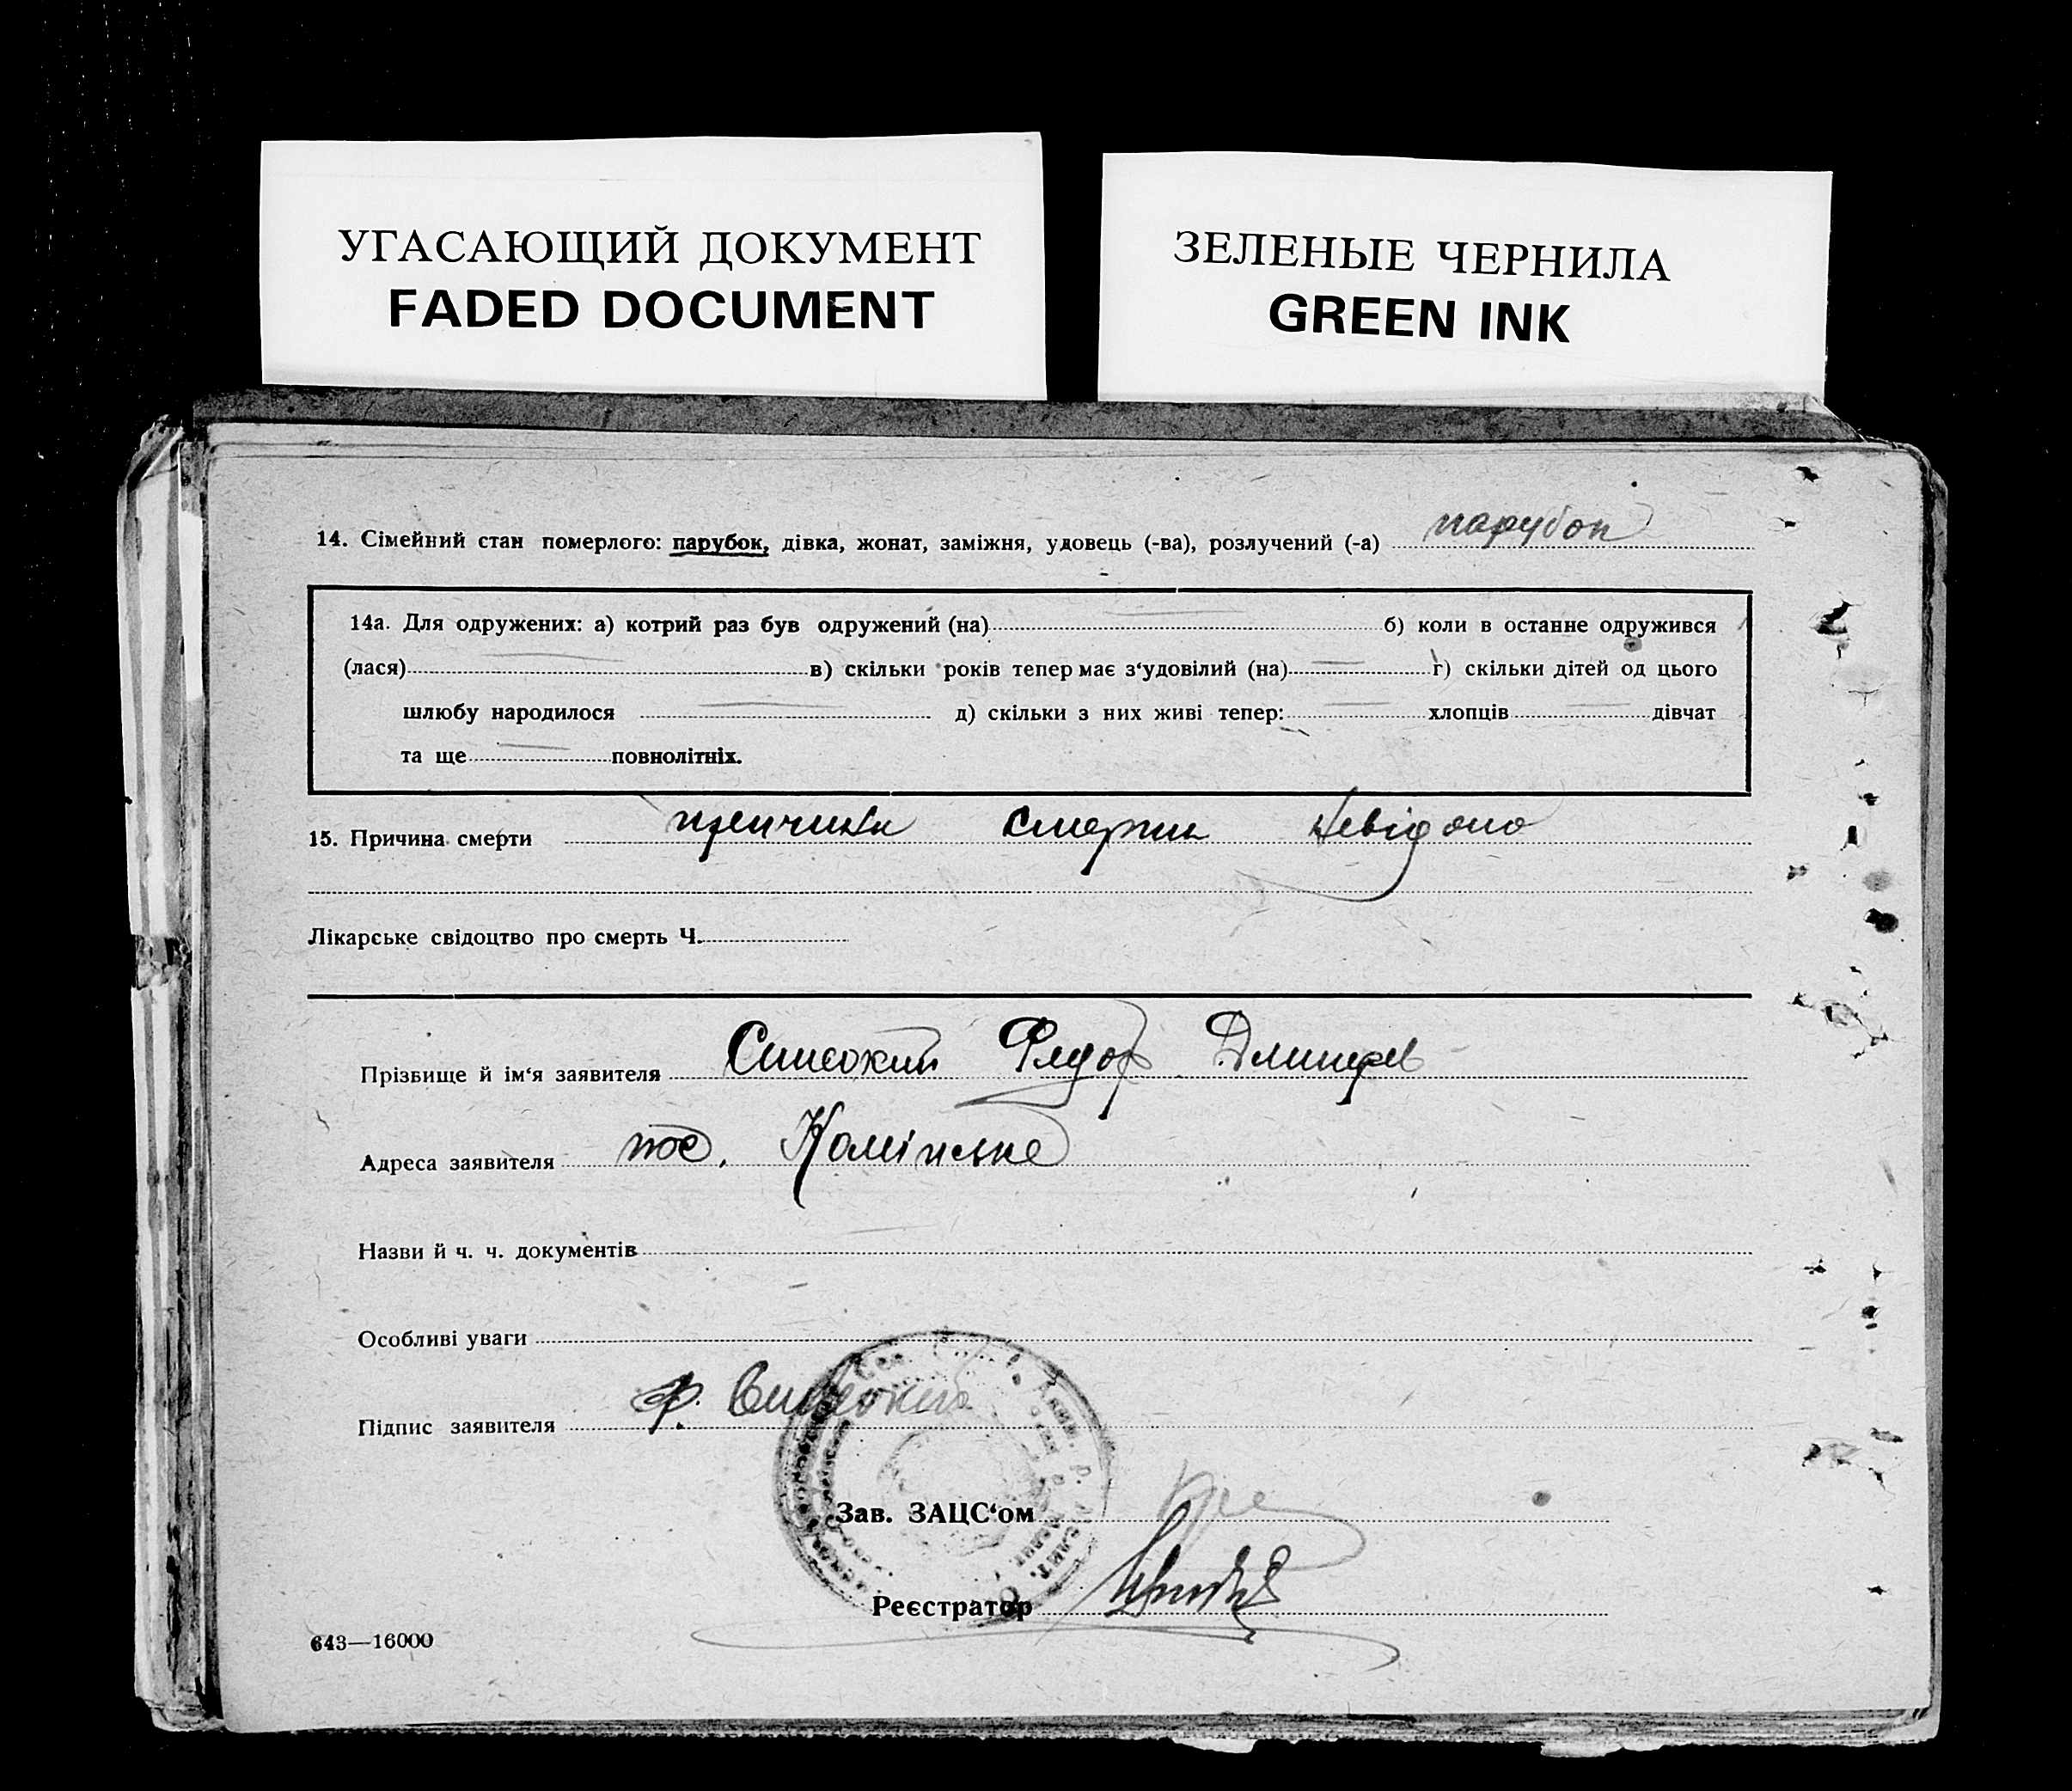 УГАСАЮЩИЙ ДОКУМЕНТ
FADED DOCUMENT
ЗЕЛЕНЫЕ ЧЕРНИЛА
GREEN INK
14. Сімейний стан померлого: парубок, дівка, жонат, заміжня, удовець (-ва), розлучений (-а) парубок
14а. Для одружених: а) котрий раз був одружений (на) б) коли в останне одружився
(лася) в) скільки років тепер має з‘удовілий (на) г) скільки дітей од цього
шлюбу народилося д) скільки з них живі тепер: хлопців дівчат
та ще повнолітніх.
15. Причина смерти причина смерти невідомо
Лікарське свідоцтво про смерть Ч.
Прізвище й ім‘я заявителя Федор
Адреса заявителя пос.
Назви й ч. ч. документів
Особливі уваги
Підпис заявителя Ф.
Зав. ЗАЦС‘ом
Реєстратор
643—16000